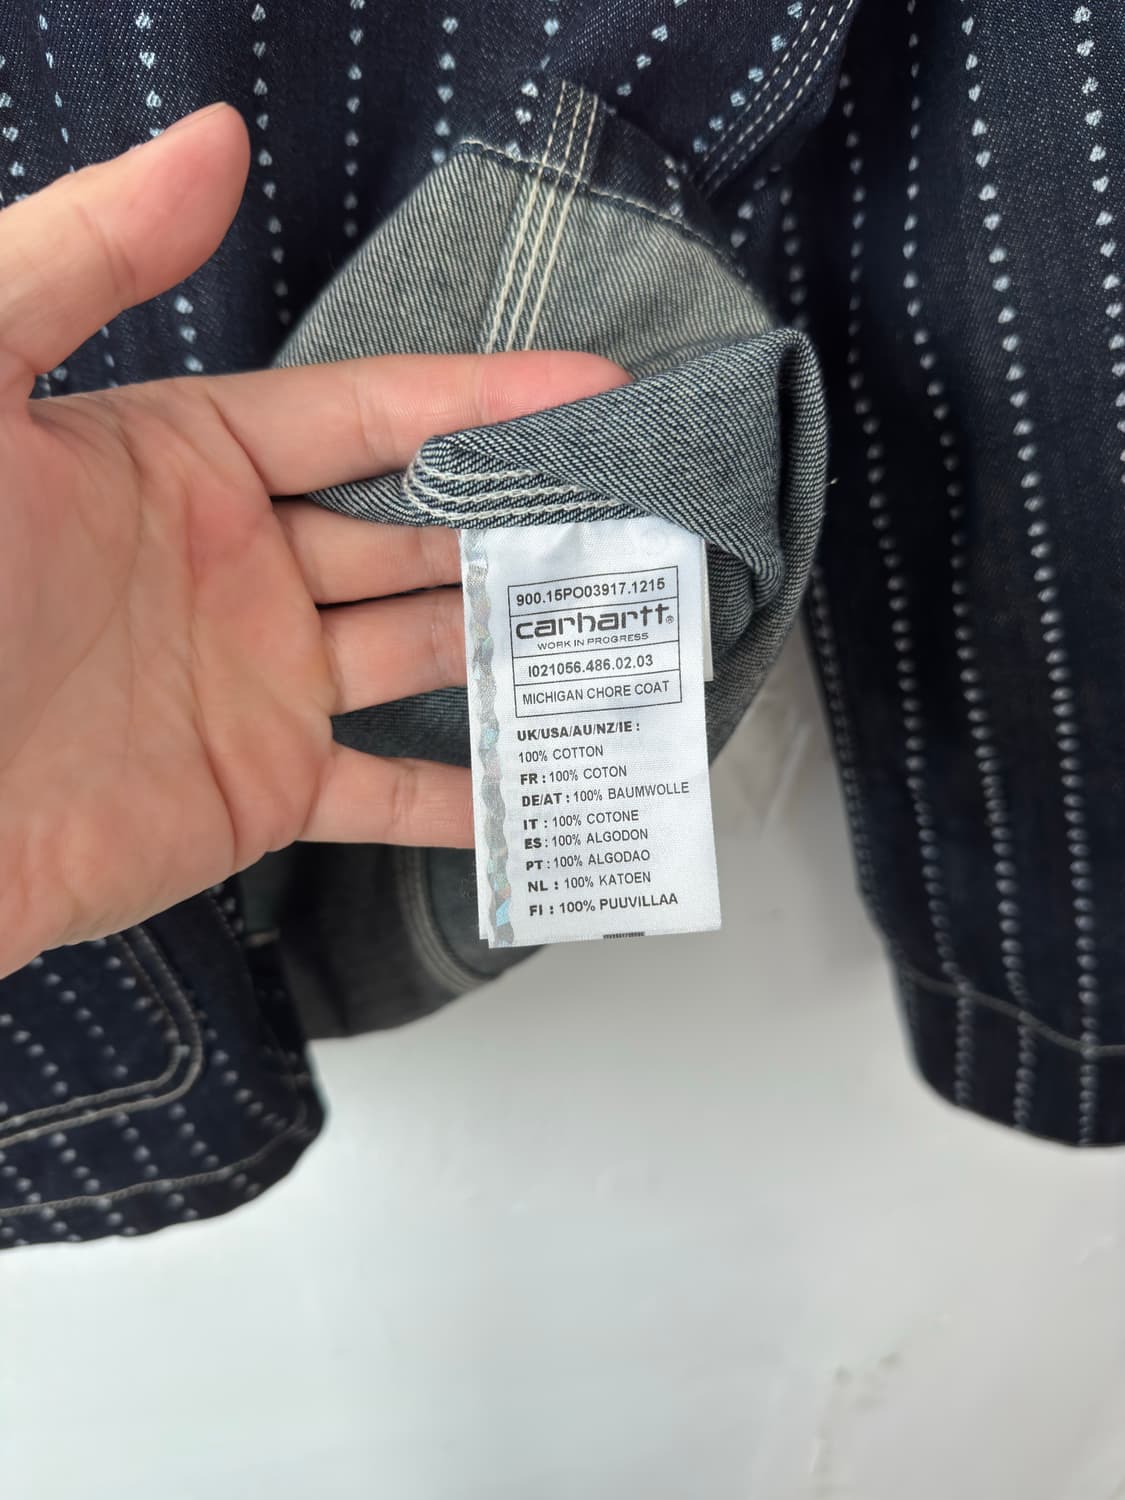 900.15PO03917.1215
carhartt®
WORK IN PROGRESS
I021056.486.02.03
MICHIGAN CHORE COAT
UK/USA/AU/NZ/IE :
100% COTTON
FR : 100% COTON
DE/AT : 100% BAUMWOLLE
IT : 100% COTONE
ES : 100% ALGODON
PT : 100% ALGODAO
NL : 100% KATOEN
FI : 100% PUUVILLAA